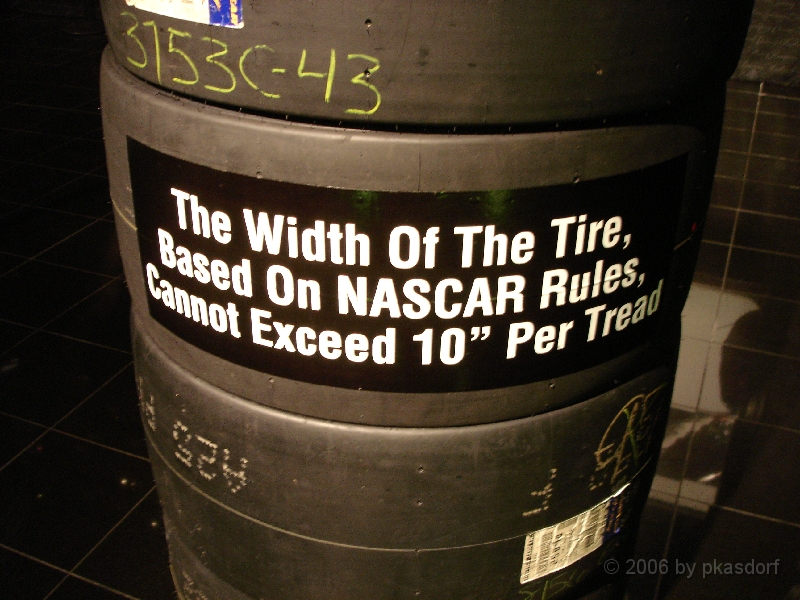 3153C-43
The Width Of The Tire,
Based On NASCAR Rules,
Cannot Exceed 10” Per Tread
© 2006 by pkasdorf